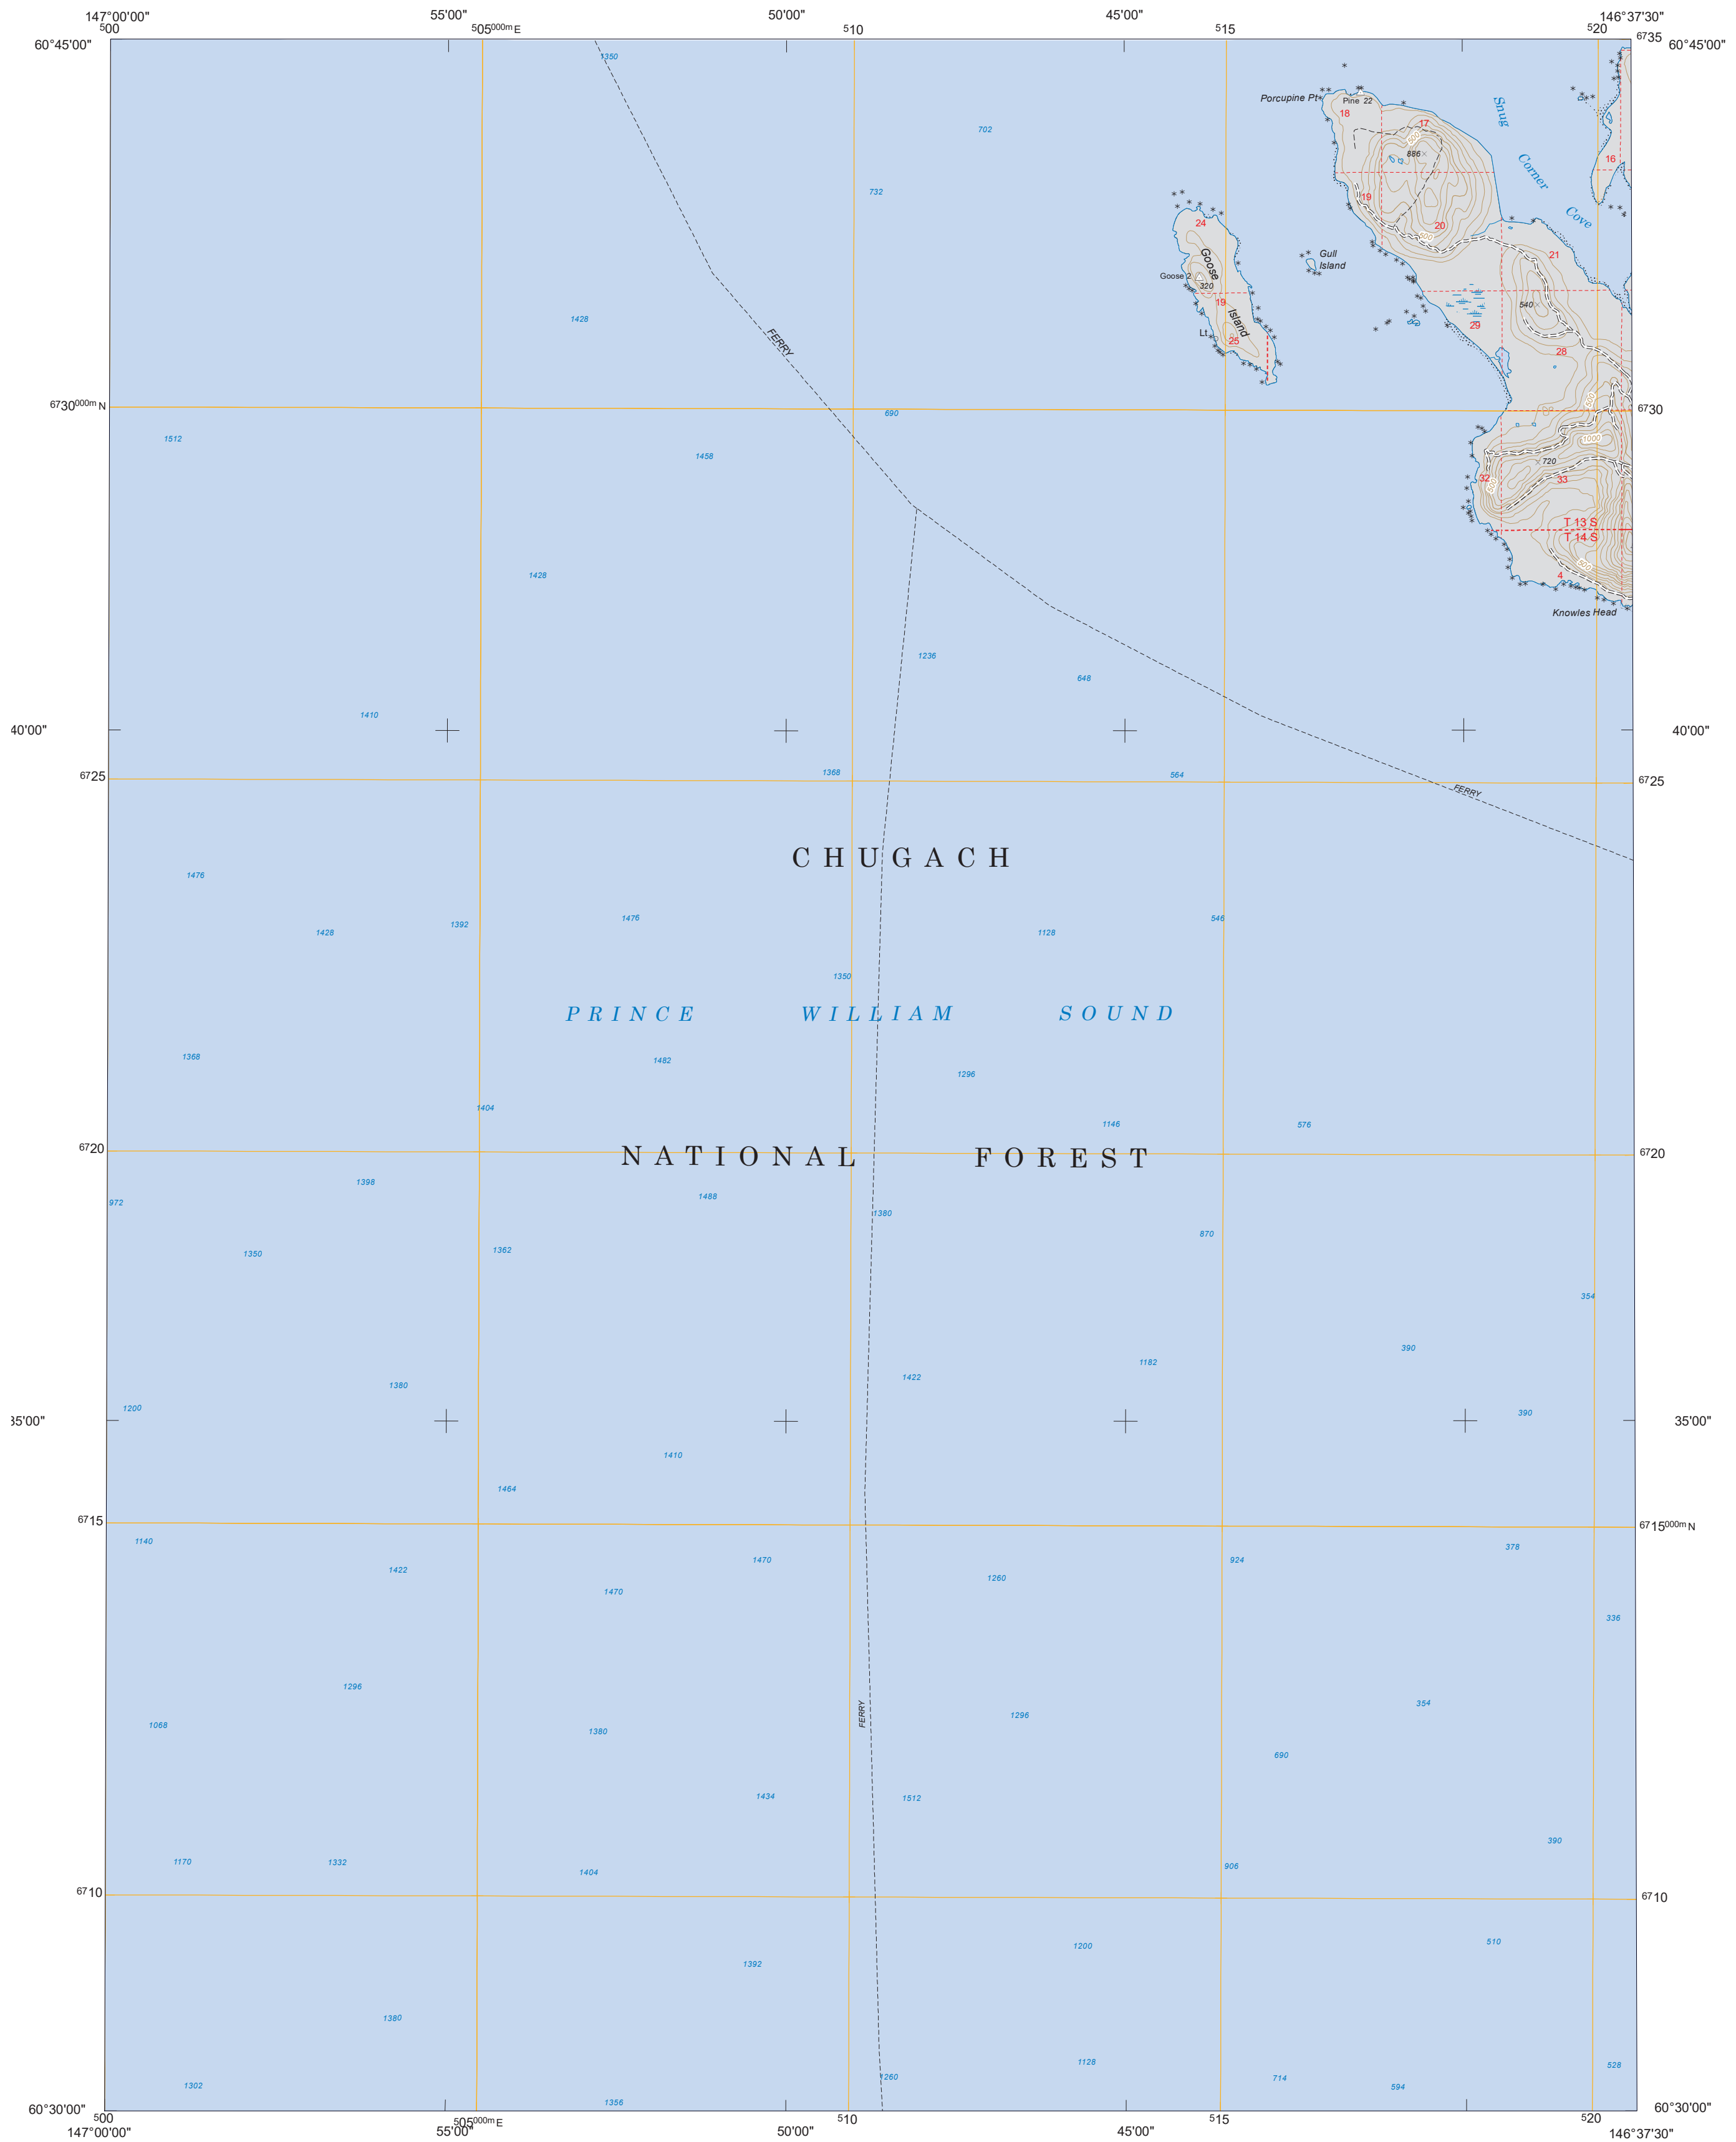 147°00'00" 55'00" 50'00" 45'00" 146°37'30"
500 505000m E 510 515 520
60°45'00" 6735 60°45'00"
1350
Porcupine Pt Pine 22
18 17
Snug
702
500
886
16
Corner
732
19
Cove
24 20
500
Goose
Gull
Island
21
Goose 2
320
19
540
1428
Island
29
Lt
25
FERRY
28
6730000m N 690 500 6730
1512
1000
1458
720
32 33
500
T 13 S
T 14 S
500
1428 4
Knowles Head
1236
648
1410
40'00" 40'00"
1368 564
6725 6725
FERRY
CHUGACH
1476
1392 1476 546
1428 1128
1350
PRINCE WILLIAM SOUND
1368 1482
1296
1404
1146 576
6720 6720
NATIONAL FOREST
1398
972 1488
1380
870
1350 1362
354
390
1182
1380 1422
1200 390
35'00" 35'00"
1410
1464
6715 6715000m N
1140 378
1422 1470 924
1470 1260
336
1296
354
1068 FERRY 1296
1380
690
1434 1512
390
1170 1332 906
1404
6710 6710
510
1200
1392
1380
1128 528
1260 714
1302 594
1356
60°30'00" 60°30'00"
500 505000m E 510 515 520
147°00'00" 55'00" 50'00" 45'00" 146°37'30"